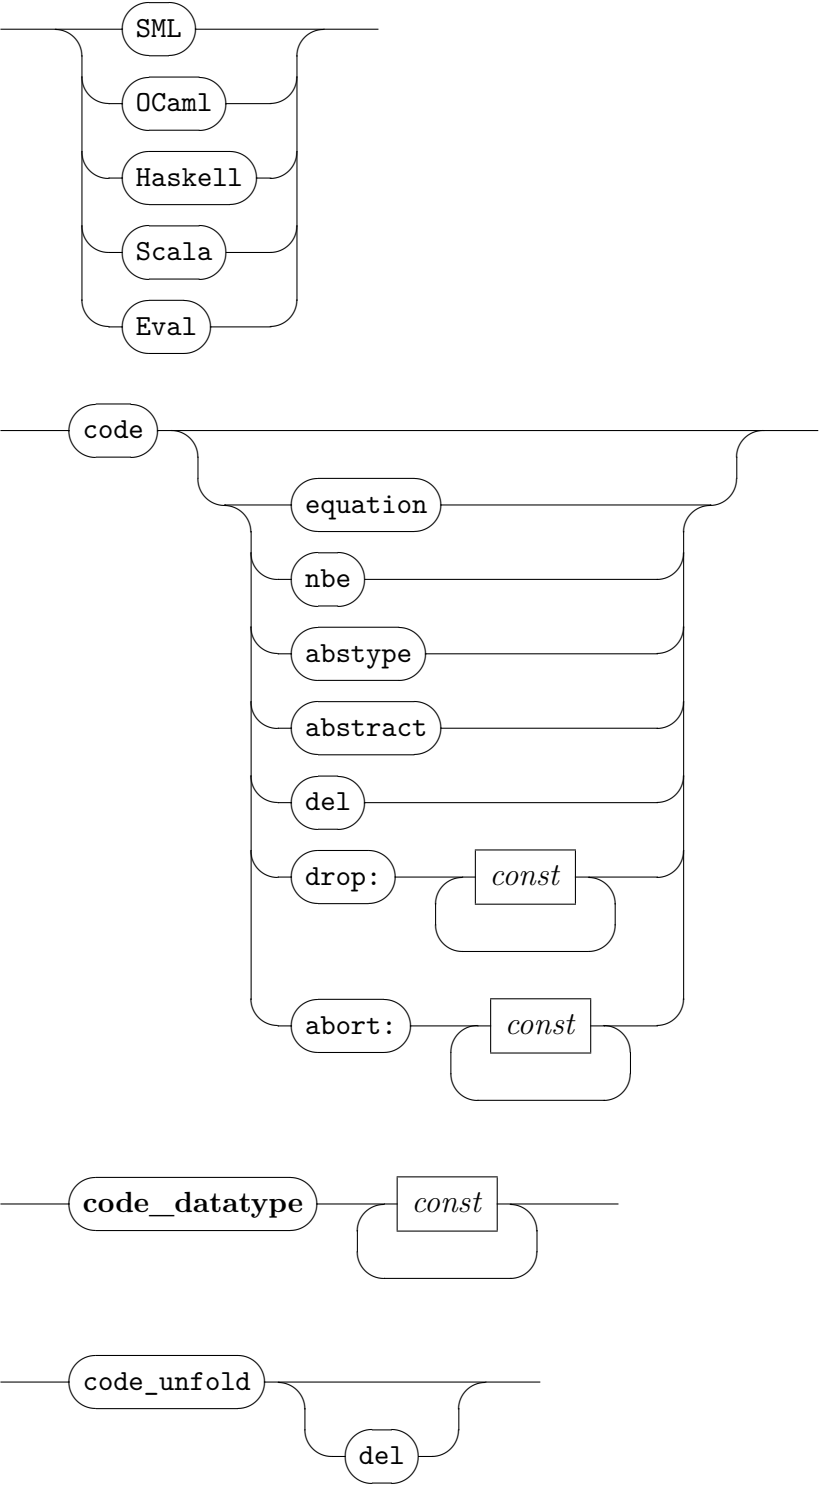 SML
OCaml
Haskell
Scala
Eval
code
equation
nbe
abstype
abstract
del
drop: const
abort: const
code_datatype const
code_unfold
del